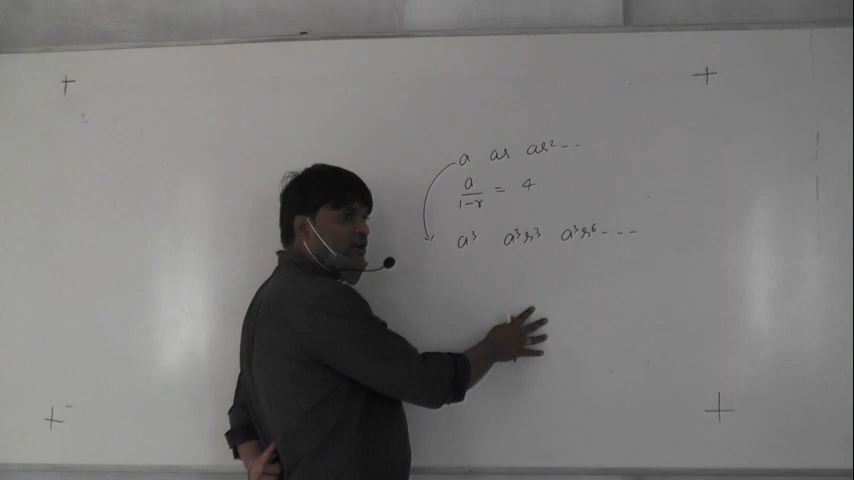 a ar ar² - - -
a/(1-r) = 4
a³ a³r³ a³r⁶ - - -